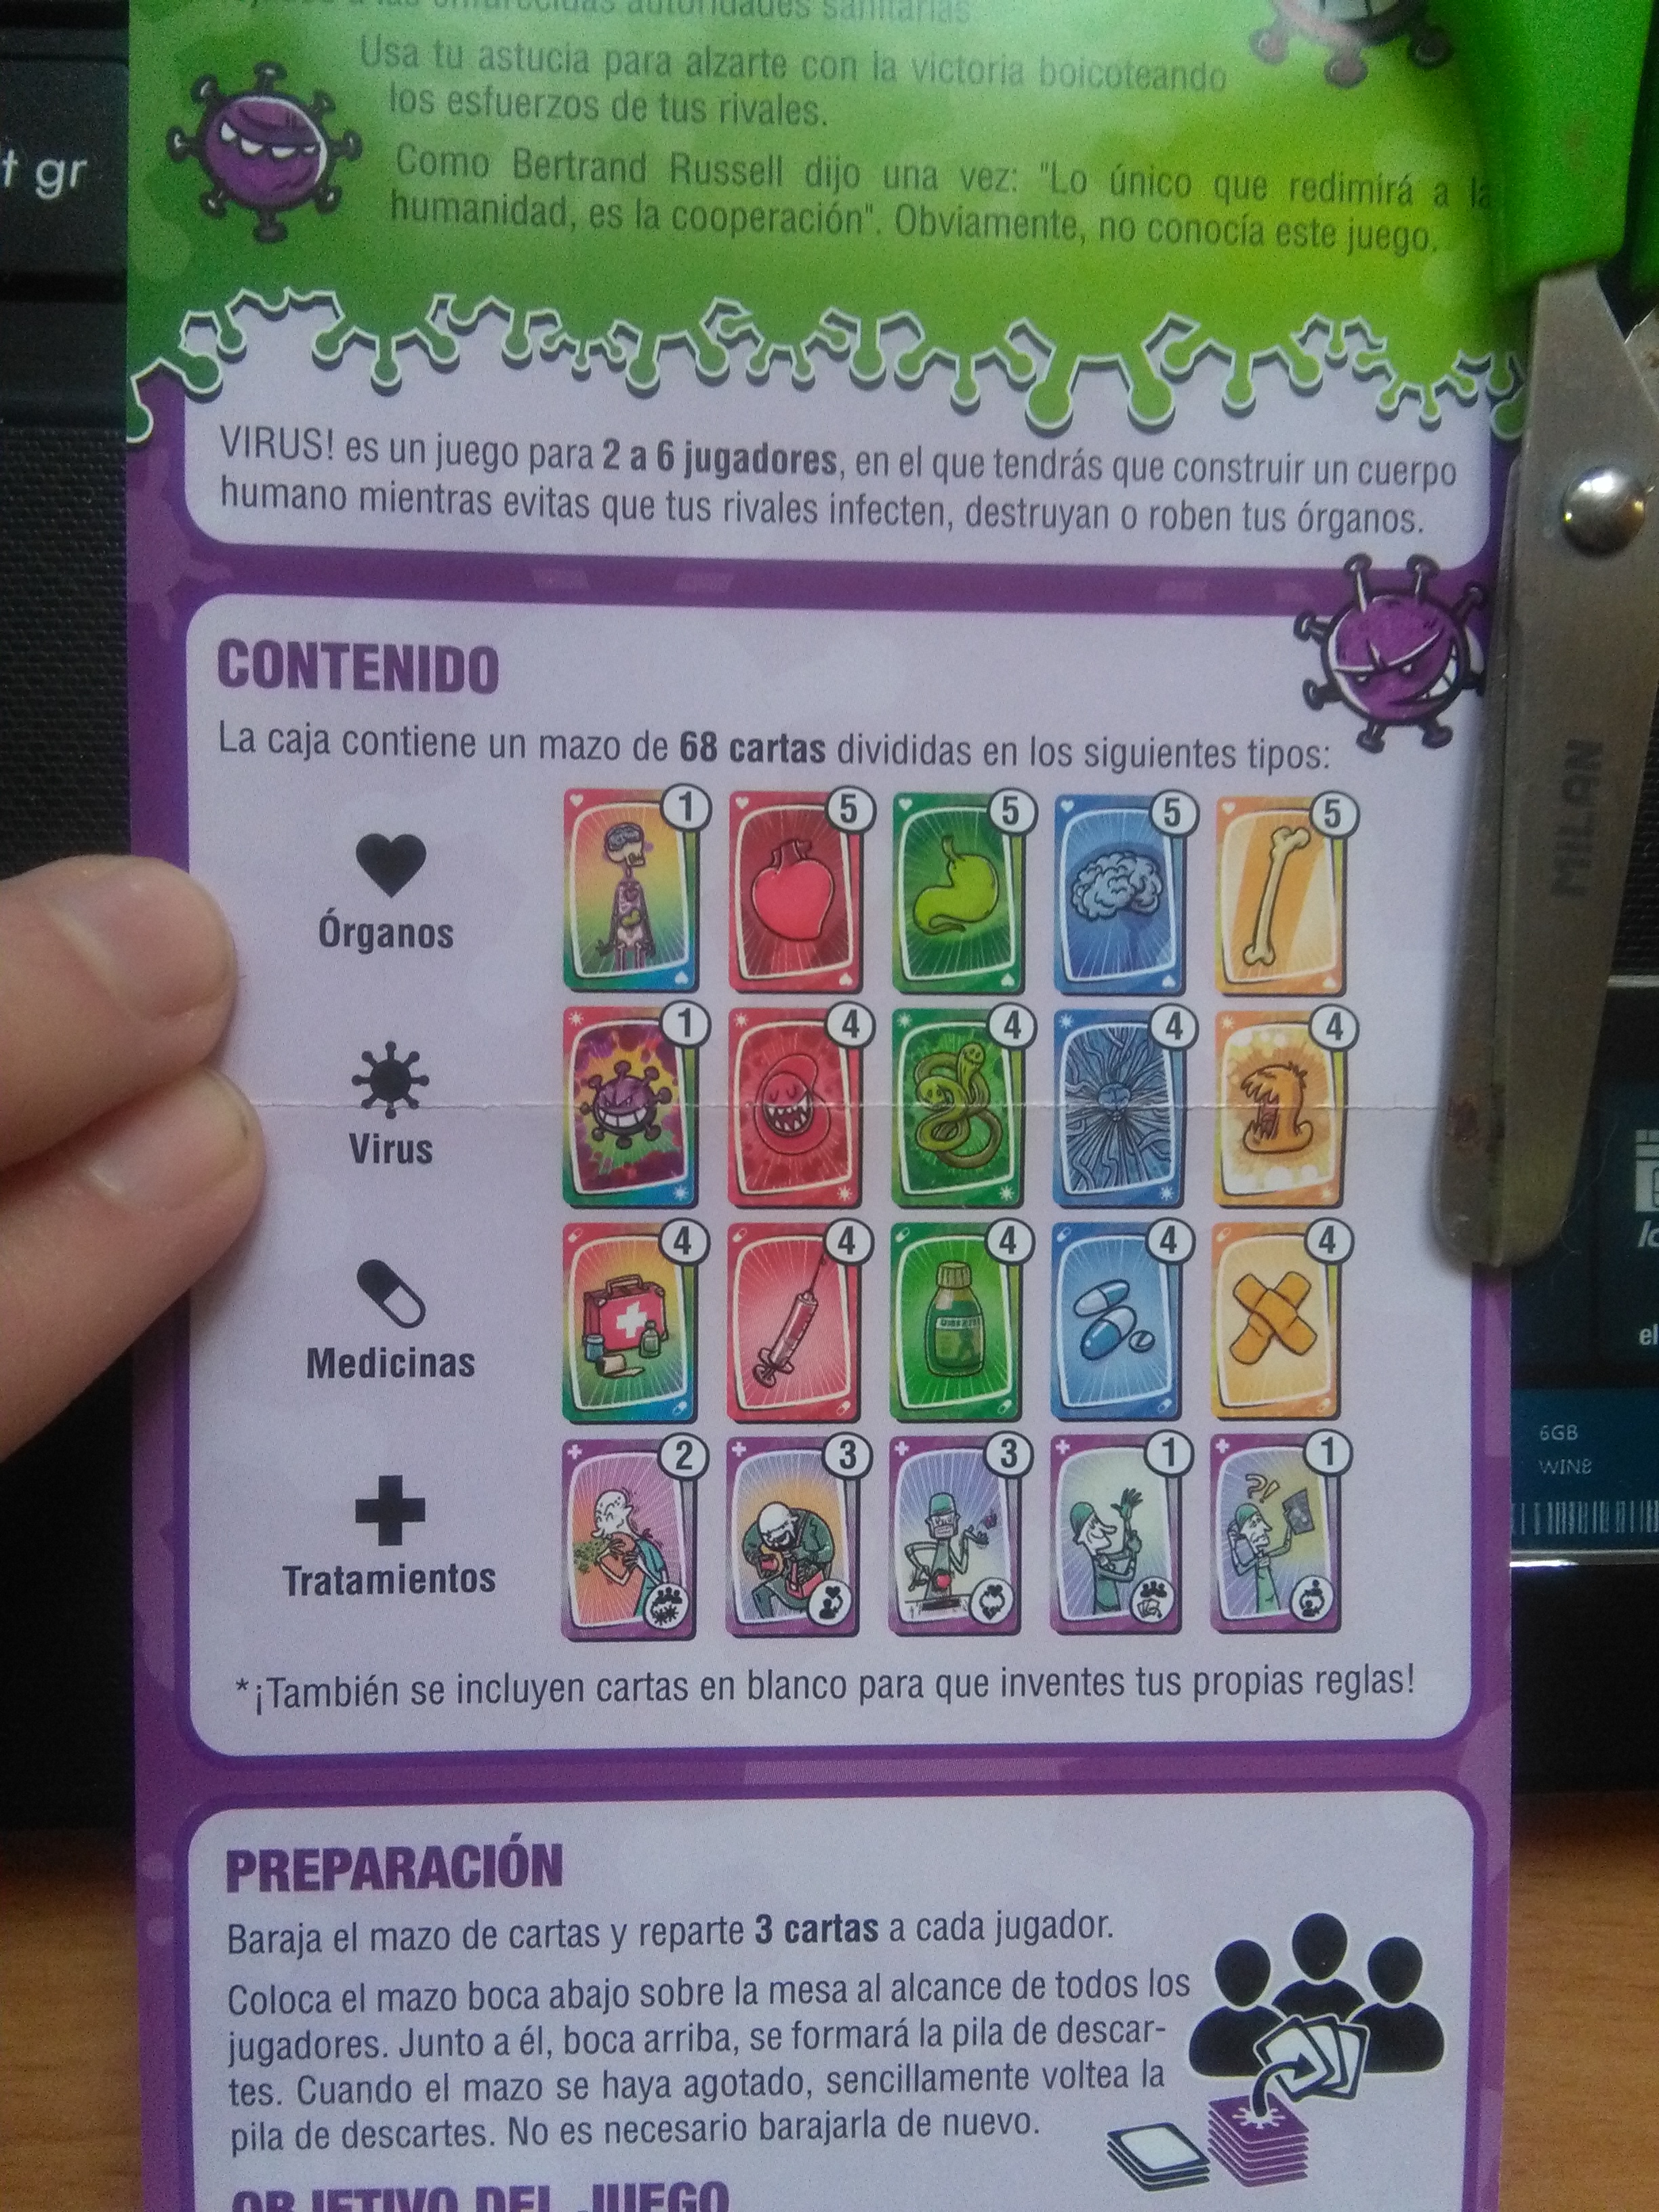 autoridades sanitarias
Usa tu astucia para alzarte con la victoria boicoteando
los esfuerzos de tus rivales.
t gr
Como Bertrand Russell dijo una vez: "Lo único que redimirá a la
humanidad, es la cooperación". Obviamente, no conocía este juego.
VIRUS! es un juego para 2 a 6 jugadores, en el que tendrás que construir un cuerpo
humano mientras evitas que tus rivales infecten, destruyan o roben tus órganos.
CONTENIDO
La caja contiene un mazo de 68 cartas divididas en los siguientes tipos:
MILAN
1 5 5 5 5
Órganos
1 4 4 4 4
Virus
4 4 4 4 4
Medicinas
el
6GB
WIN8
2 3 3 1 1
?!
Tratamientos
*¡También se incluyen cartas en blanco para que inventes tus propias reglas!
PREPARACIÓN
Baraja el mazo de cartas y reparte 3 cartas a cada jugador.
Coloca el mazo boca abajo sobre la mesa al alcance de todos los
jugadores. Junto a él, boca arriba, se formará la pila de descar-
tes. Cuando el mazo se haya agotado, sencillamente voltea la
pila de descartes. No es necesario barajarla de nuevo.
OBJETIVO DEL JUEGO